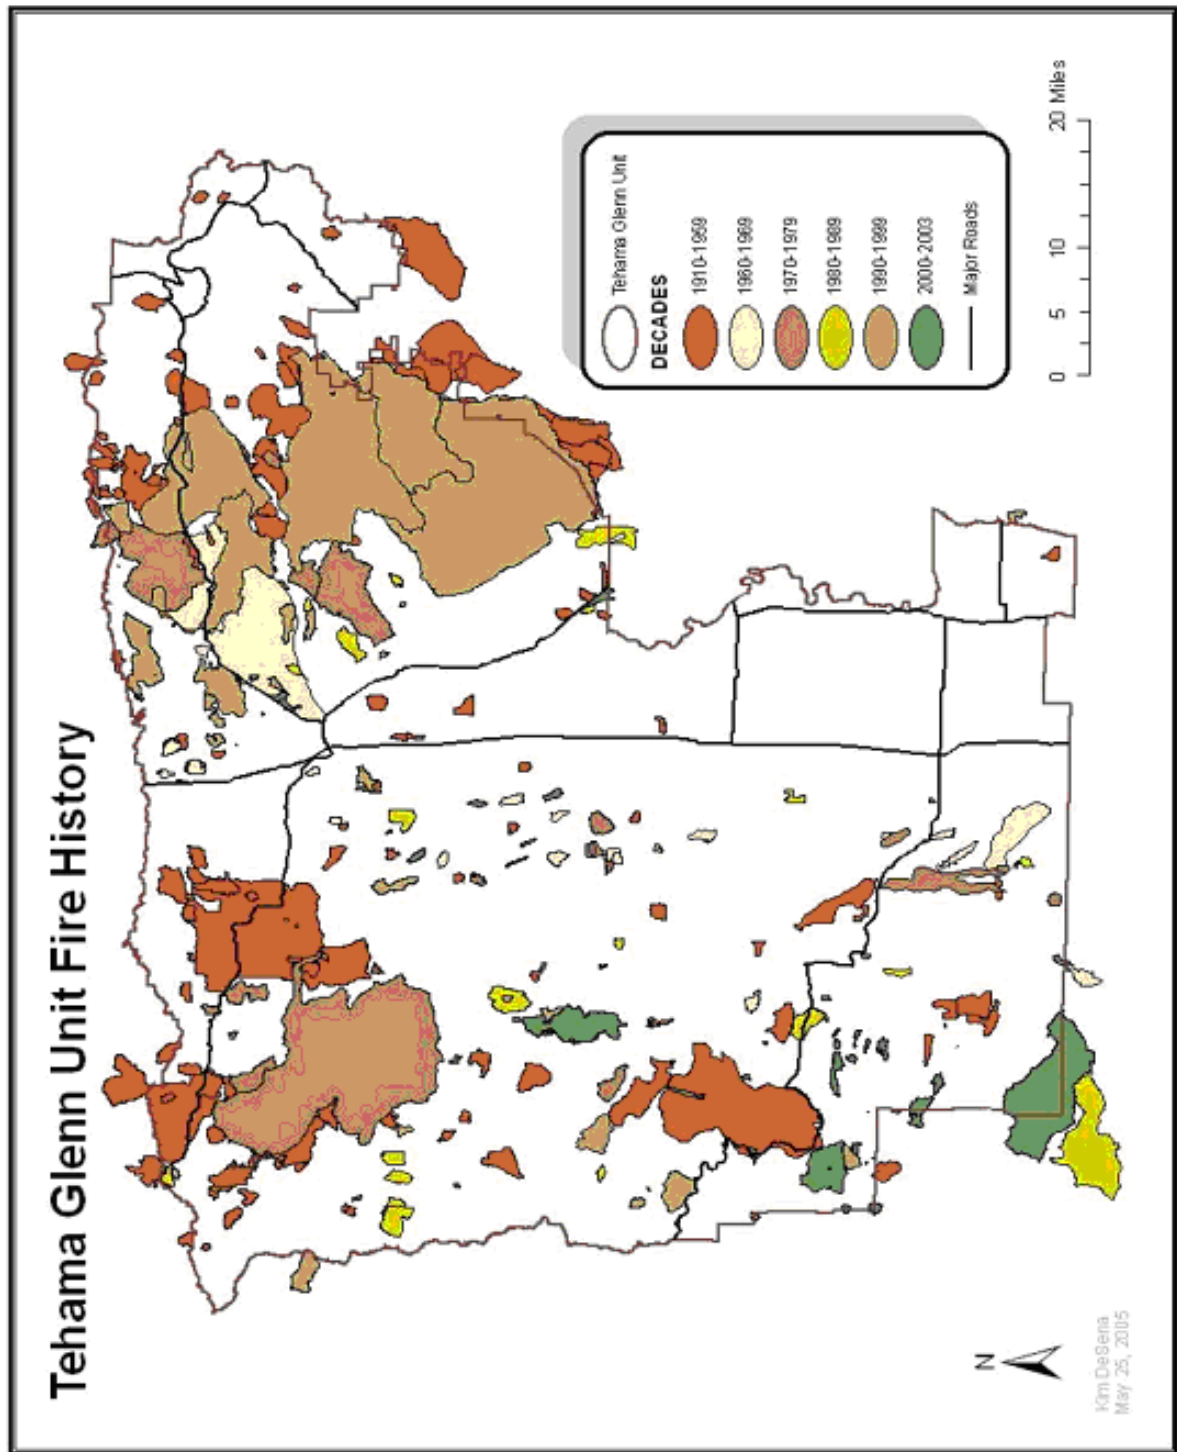 Tehama Glenn Unit Fire History
Tehama Glenn Unit
DECADES
1910-1959
1960-1969
1970-1979
1980-1989
1990-1999
2000-2003
Major Roads
0 5 10 20 Miles
N
Kim DeSena
May 25, 2005